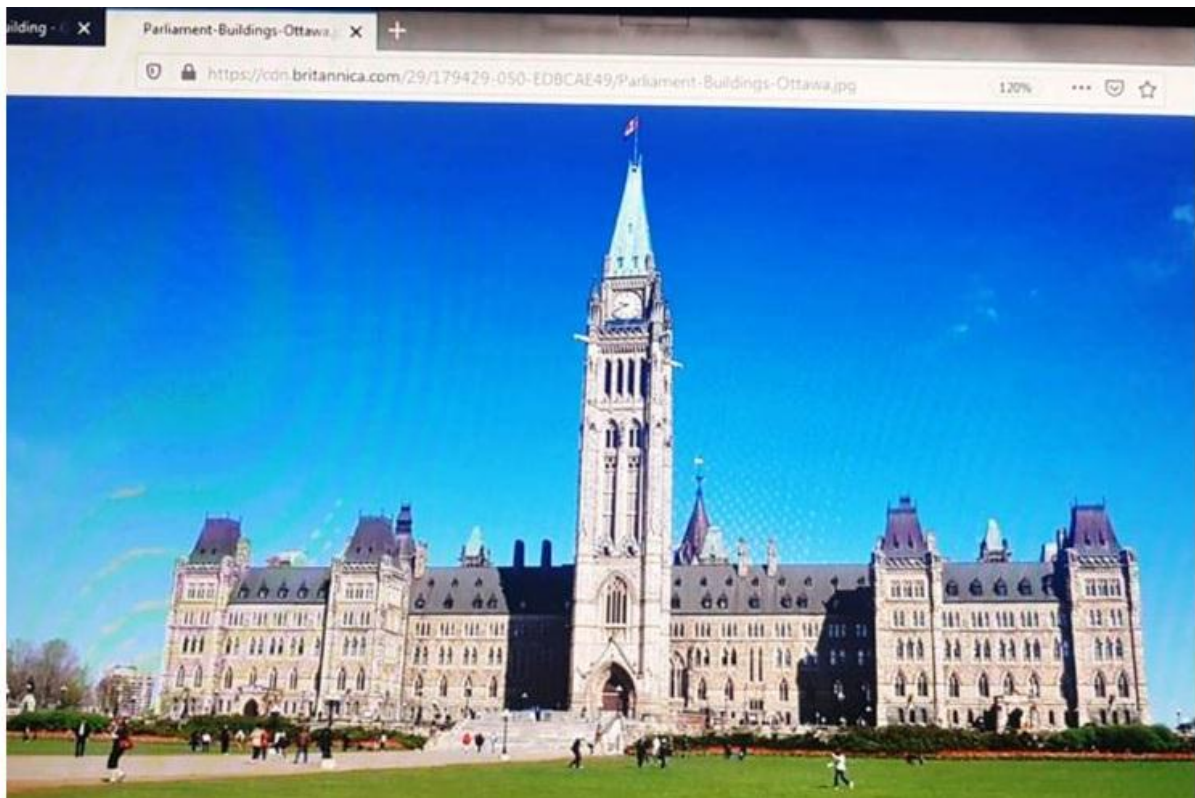 ilding -
Parliament-Buildings-Ottawa.
https://cdn.britannica.com/29/179429-050-EDBCAE49/Parliament-Buildings-Ottawa.jpg
120%